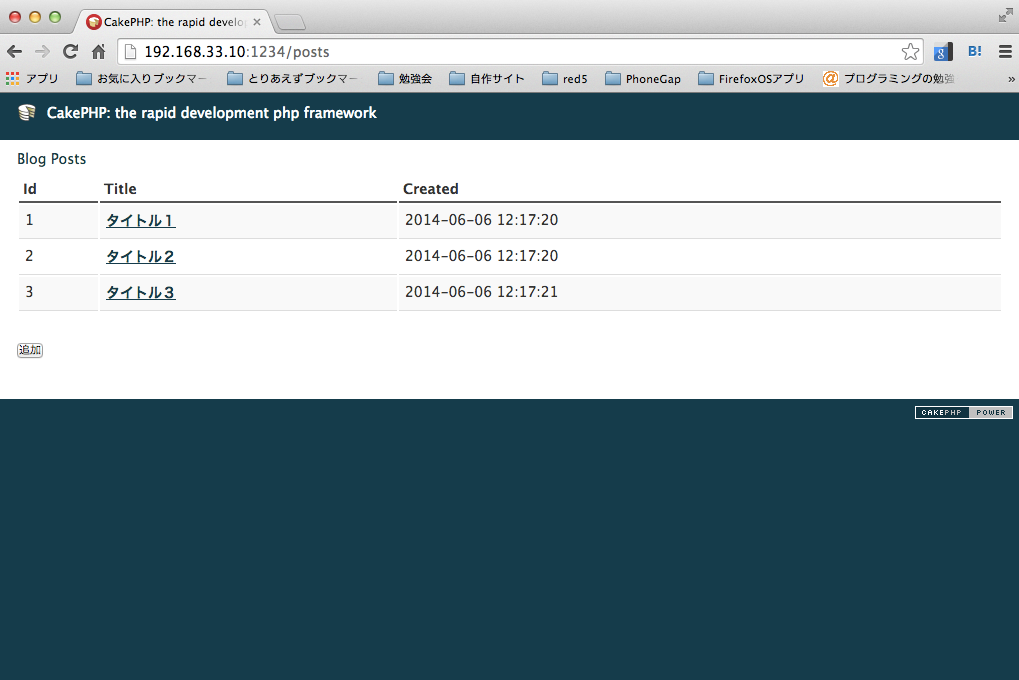 CakePHP: the rapid develo
192.168.33.10:1234/posts
B!
アプリ お気に入りブックマー とりあえずブックマー 勉強会 自作サイト red5 PhoneGap FirefoxOSアプリ プログラミングの勉強 »
CakePHP: the rapid development php framework
Blog Posts
Id Title Created
1 タイトル１ 2014-06-06 12:17:20
2 タイトル２ 2014-06-06 12:17:20
3 タイトル３ 2014-06-06 12:17:21
追加
CAKEPHP POWER